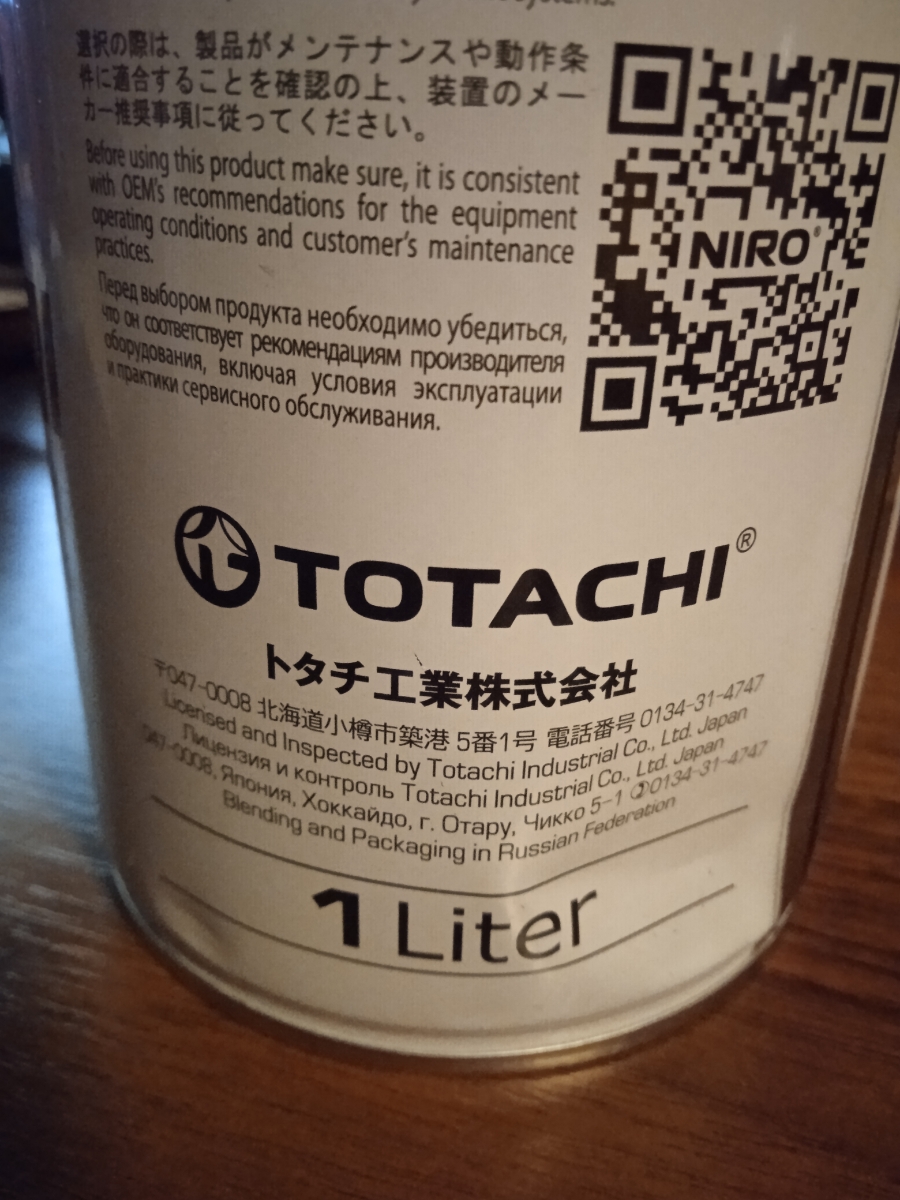 systems.
選択の際は、製品がメンテナンスや動作条
件に適合することを確認の上、装置のメー
カー推奨事項に従ってください。
Before using this product make sure, it is consistent
with OEM's recommendations for the equipment
operating conditions and customer's maintenance
practices.
Перед выбором продукта необходимо убедиться,
что он соответствует рекомендациям производителя
оборудования, включая условия эксплуатации
и практики сервисного обслуживания.
NIRO®
TOTACHI®
トタチ工業株式会社
〒047-0008 北海道小樽市築港 5番1号 電話番号 0134-31-4747
Licensed and Inspected by Totachi Industrial Co., Ltd. Japan
Лицензия и контроль Totachi Industrial Co., Ltd. Japan
047-0008, Япония, Хоккайдо, г. Отару, Чикко 5-1 ✆0134-31-4747
Blending and Packaging in Russian Federation
1 Liter